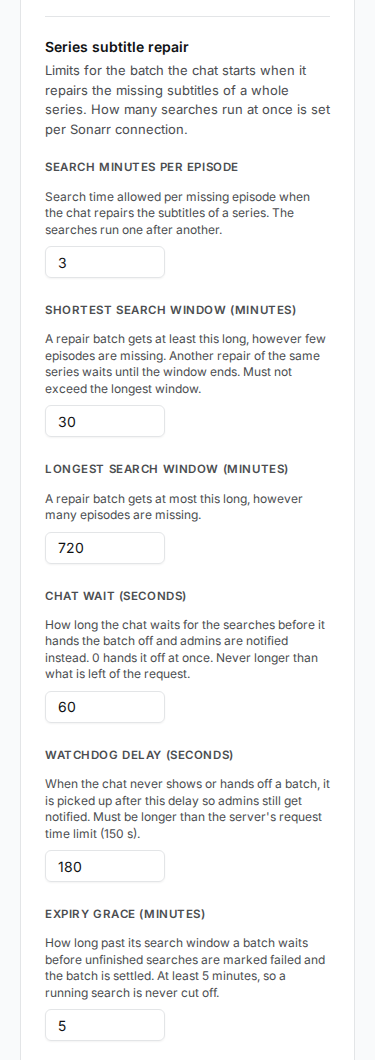 Series subtitle repair
Limits for the batch the chat starts when it
repairs the missing subtitles of a whole
series. How many searches run at once is set
per Sonarr connection.
SEARCH MINUTES PER EPISODE
Search time allowed per missing episode when
the chat repairs the subtitles of a series. The
searches run one after another.
3
SHORTEST SEARCH WINDOW (MINUTES)
A repair batch gets at least this long, however few
episodes are missing. Another repair of the same
series waits until the window ends. Must not
exceed the longest window.
30
LONGEST SEARCH WINDOW (MINUTES)
A repair batch gets at most this long, however
many episodes are missing.
720
CHAT WAIT (SECONDS)
How long the chat waits for the searches before it
hands the batch off and admins are notified
instead. 0 hands it off at once. Never longer than
what is left of the request.
60
WATCHDOG DELAY (SECONDS)
When the chat never shows or hands off a batch, it
is picked up after this delay so admins still get
notified. Must be longer than the server's request
time limit (150 s).
180
EXPIRY GRACE (MINUTES)
How long past its search window a batch waits
before unfinished searches are marked failed and
the batch is settled. At least 5 minutes, so a
running search is never cut off.
5